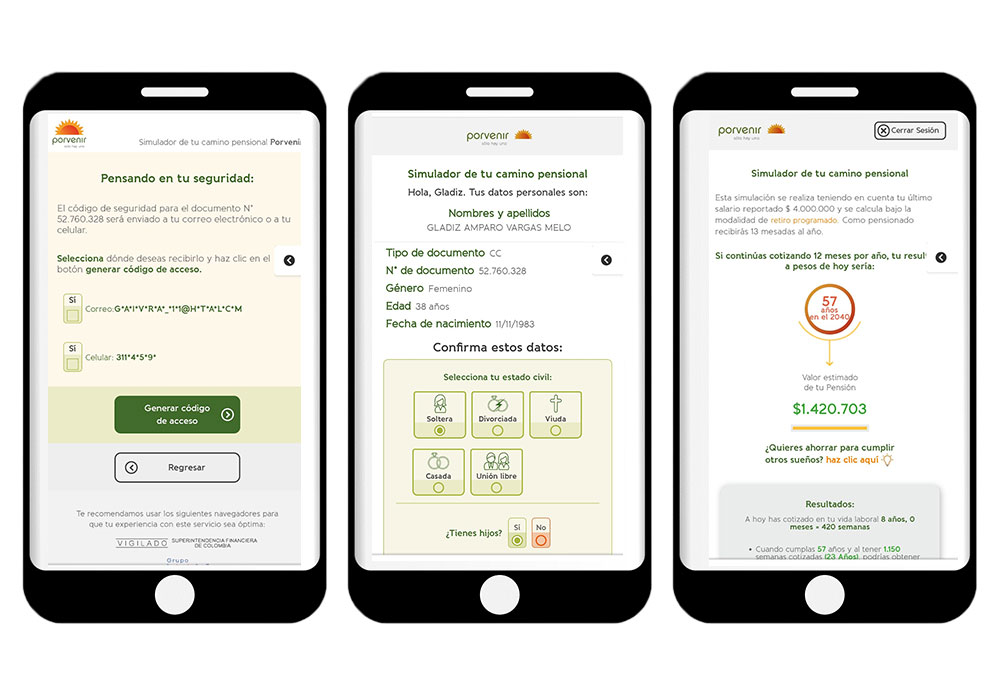 porvenir
sólo hay uno
Simulador de tu camino pensional Porveni
Pensando en tu seguridad:
El código de seguridad para el documento N°
52.760.328 será enviado a tu correo electrónico o a tu
celular.
Selecciona dónde deseas recibirlo y haz clic en el
botón generar código de acceso.
Sí
Correo:G*A*I*V*R*A*_*1*1@H*T*A*L*C*M
Sí
Celular: 311*4*5*9*
Generar código
de acceso
Regresar
Te recomendamos usar los siguientes navegadores para
que tu experiencia con este servicio sea óptima:
VIGILADO SUPERINTENDENCIA FINANCIERA
DE COLOMBIA
Grupo
porvenir
sólo hay uno
Simulador de tu camino pensional
Hola, Gladiz. Tus datos personales son:
Nombres y apellidos
GLADIZ AMPARO VARGAS MELO
Tipo de documento CC
N° de documento 52.760.328
Género Femenino
Edad 38 años
Fecha de nacimiento 11/11/1983
Confirma estos datos:
Selecciona tu estado civil:
Soltera Divorciada Viuda
Casada Unión libre
¿Tienes hijos? Sí No
porvenir
sólo hay uno
Cerrar Sesión
Simulador de tu camino pensional
Esta simulación se realiza teniendo en cuenta tu último
salario reportado $ 4.000.000 y se calcula bajo la
modalidad de retiro programado. Como pensionado
recibirás 13 mesadas al año.
Si continúas cotizando 12 meses por año, tu resul
a pesos de hoy sería:
57
años
en el 2040
Valor estimado
de tu Pensión
$1.420.703
¿Quieres ahorrar para cumplir
otros sueños? haz clic aquí
Resultados:
A hoy has cotizado en tu vida laboral 8 años, 0
meses = 420 semanas
• Cuando cumplas 57 años y al tener 1.150
semanas cotizadas (23 Años), podrías obtener